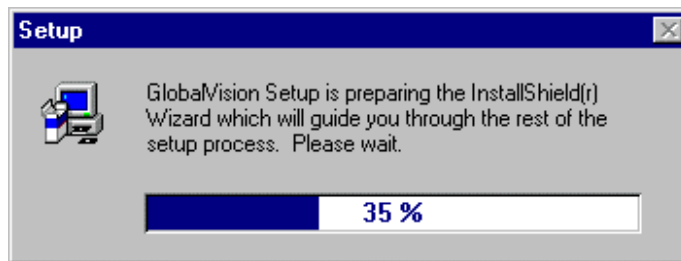 Setup
GlobalVision Setup is preparing the InstallShield(r)
Wizard which will guide you through the rest of the
setup process.  Please wait.
35 %